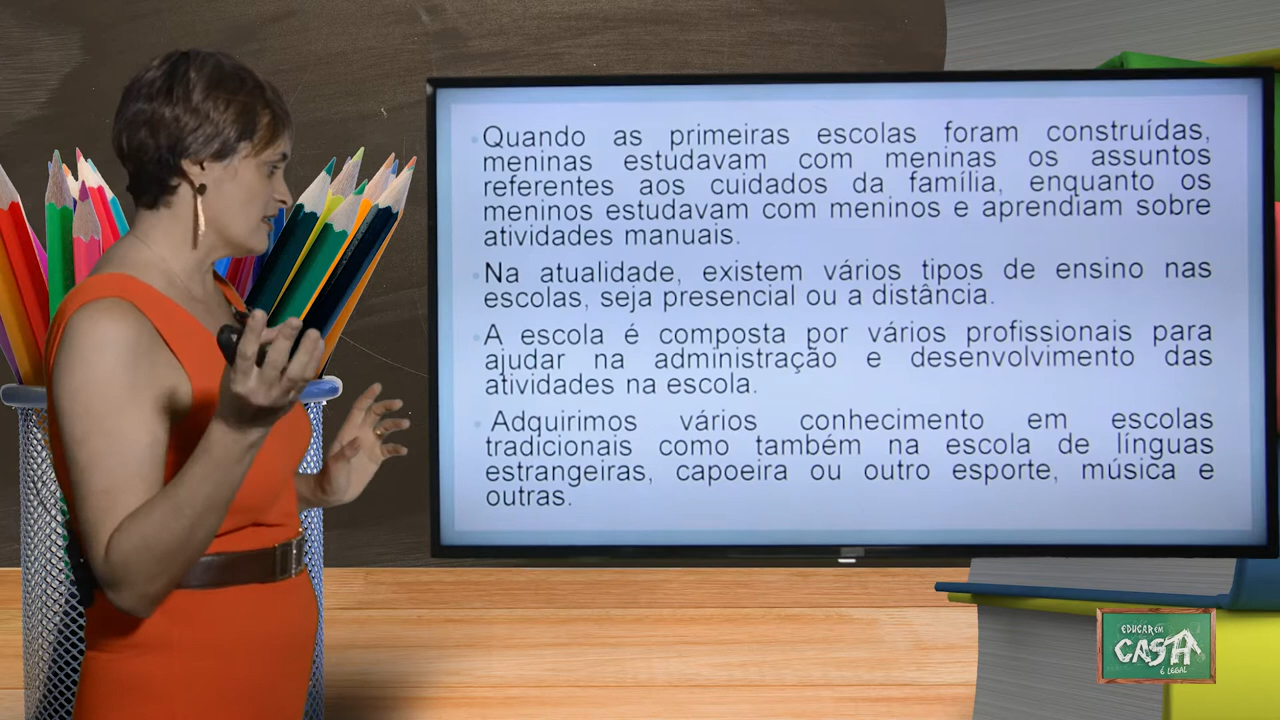 Quando as primeiras escolas foram construídas,
meninas estudavam com meninas os assuntos
referentes aos cuidados da família, enquanto os
meninos estudavam com meninos e aprendiam sobre
atividades manuais.
Na atualidade, existem vários tipos de ensino nas
escolas, seja presencial ou a distância.
A escola é composta por vários profissionais para
ajudar na administração e desenvolvimento das
atividades na escola.
Adquirimos vários conhecimento em escolas
tradicionais como também na escola de línguas
estrangeiras, capoeira ou outro esporte, música e
outras.
EDUCAR EM
CASA
É LEGAL